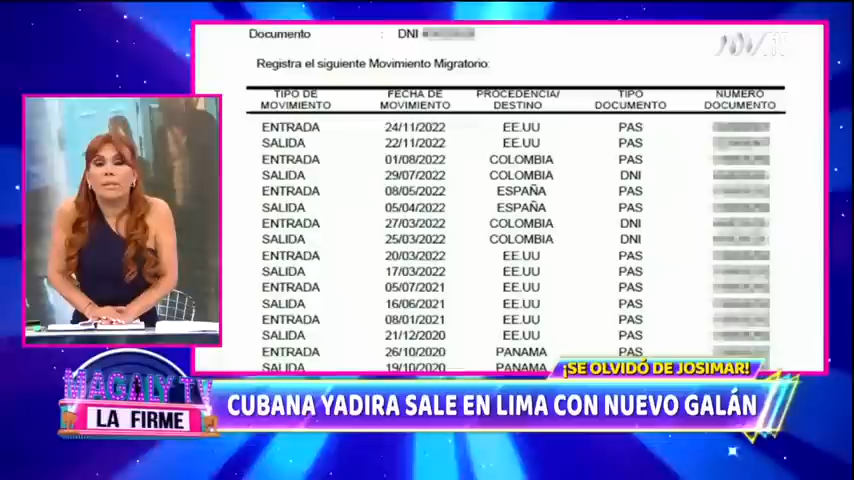 Documento : DNI
Registra el siguiente Movimiento Migratorio:
TIPO DE MOVIMIENTO FECHA DE MOVIMIENTO PROCEDENCIA/ DESTINO TIPO DOCUMENTO NUMERO DOCUMENTO
ENTRADA 24/11/2022 EE.UU PAS
SALIDA 22/11/2022 EE.UU PAS
ENTRADA 01/08/2022 COLOMBIA PAS
SALIDA 29/07/2022 COLOMBIA DNI
ENTRADA 08/05/2022 ESPAÑA PAS
SALIDA 05/04/2022 ESPAÑA PAS
ENTRADA 27/03/2022 COLOMBIA DNI
SALIDA 25/03/2022 COLOMBIA DNI
ENTRADA 20/03/2022 EE.UU PAS
SALIDA 17/03/2022 EE.UU PAS
ENTRADA 05/07/2021 EE.UU PAS
SALIDA 16/06/2021 EE.UU PAS
ENTRADA 08/01/2021 EE.UU PAS
SALIDA 21/12/2020 EE.UU PAS
ENTRADA 26/10/2020 PANAMA PAS
SALIDA 19/10/2020 PANAMA
¡SE OLVIDÓ DE JOSIMAR!
MAGALY TV
LA FIRME
CUBANA YADIRA SALE EN LIMA CON NUEVO GALÁN